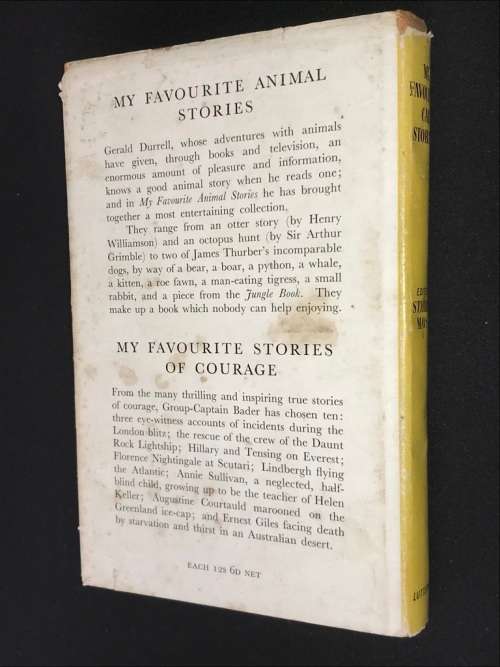 MY FAVOURITE ANIMAL
STORIES
Gerald Durrell, whose adventures with animals
have given, through books and television, an
enormous amount of pleasure and information,
knows a good animal story when he reads one;
and in My Favourite Animal Stories he has brought
together a most entertaining collection.
They range from an otter story (by Henry
Williamson) and an octopus hunt (by Sir Arthur
Grimble) to two of James Thurber's incomparable
dogs, by way of a bear, a boar, a python, a whale,
a kitten, a roe fawn, a man-eating tigress, a small
rabbit, and a piece from the Jungle Book. They
make up a book which nobody can help enjoying.
MY FAVOURITE STORIES
OF COURAGE
From the many thrilling and inspiring true stories
of courage, Group-Captain Bader has chosen ten:
three eye-witness accounts of incidents during the
London blitz; the rescue of the crew of the Daunt
Rock Lightship; Hillary and Tensing on Everest;
Florence Nightingale at Scutari; Lindbergh flying
the Atlantic; Annie Sullivan, a neglected, half-
blind child, growing up to be the teacher of Helen
Keller; Augustine Courtauld marooned on the
Greenland ice-cap; and Ernest Giles facing death
by starvation and thirst in an Australian desert.
EACH 12S 6D NET